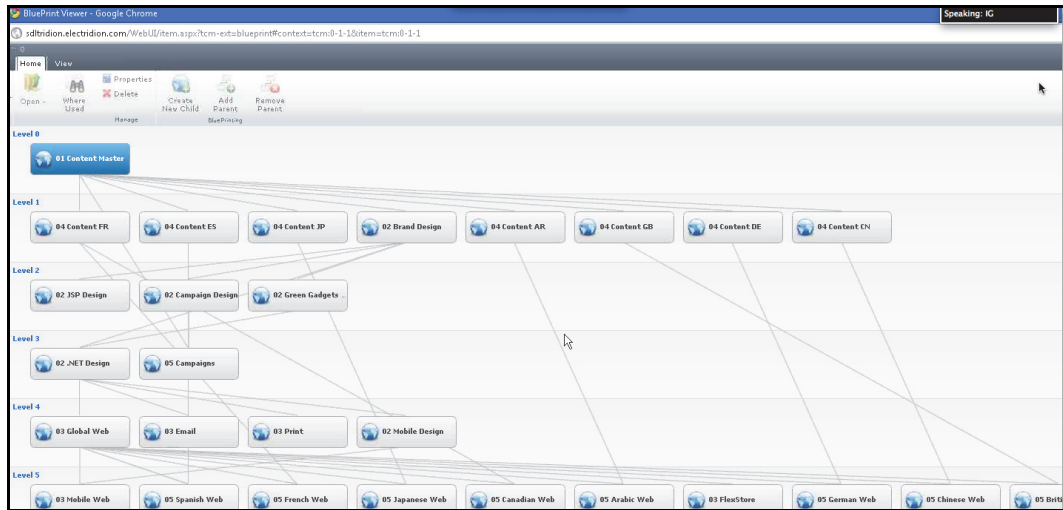 BluePrint Viewer - Google Chrome
Speaking: IG
sdltridion.electridion.com/WebUI/item.aspx?tcm-ext=blueprint#context=tcm:0-1-1&item=tcm:0-1-1
Home View
Open
Where Used
Properties
Delete
Manage
Create New Child
Add Parent
Remove Parent
BluePrinting
Level 0
01 Content Master
Level 1
04 Content FR
04 Content ES
04 Content JP
02 Brand Design
04 Content AR
04 Content GB
04 Content DE
04 Content CN
Level 2
02 JSP Design
02 Campaign Design
02 Green Gadgets ..
Level 3
02 .NET Design
05 Campaigns
Level 4
03 Global Web
03 Email
03 Print
02 Mobile Design
Level 5
03 Mobile Web
05 Spanish Web
05 French Web
05 Japanese Web
05 Canadian Web
05 Arabic Web
03 FlexStore
05 German Web
05 Chinese Web
05 Briti